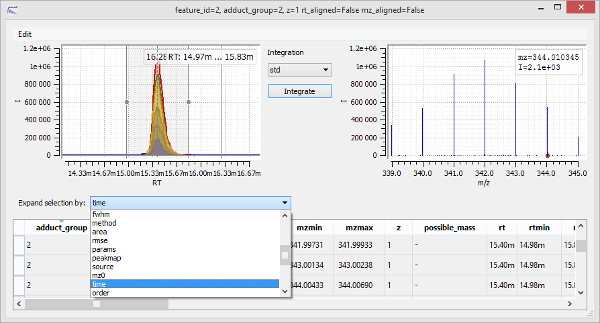 feature_id=2, adduct_group=2, z=1 rt_aligned=False mz_aligned=False
Edit
1.2e+06
1.0e+06
800 000
600 000
400 000
200 000
0
I
RT: 14.97m ... 15.83m
14.33m 14.67m 15.00m 15.33m 15.67m 16.00m 16.33m 16.67m
RT
Integration
std
Integrate
1.2e+06
1.0e+06
800 000
600 000
400 000
200 000
0
I
mz=344.010345
I=2.1e+03
339.0 340.0 341.0 342.0 343.0 344.0 345.0
m/z
Expand selection by: time
fwhm
method
area
rmse
params
peakmap
source
mz0
time
order
adduct_group mzmin mzmax z possible_mass rt rtmin
2 341.99731 341.99933 1 - 15.40m 14.98m 15.8
2 343.00134 343.00238 1 - 15.40m 14.98m 15.8
2 344.00433 344.00690 1 - 15.40m 14.98m 15.8